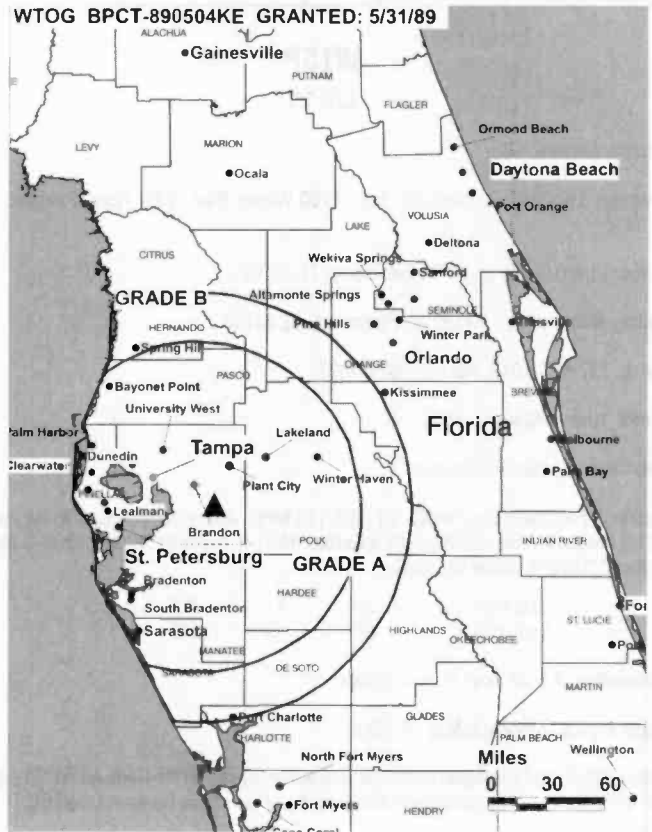 WTOG BPCT-890504KE GRANTED: 5/31/89
ALACHUA
Gainesville
PUTNAM
FLAGLER
Ormond Beach
LEVY
MARION
Daytona Beach
Ocala
Port Orange
LAKE
VOLUSIA
CITRUS
Deltona
Wekiva Springs
Sanford
GRADE B
Altamonte Springs
SEMINOLE
HERNANDO
Pine Hills
Winter Park
Spring Hill
ORANGE
Orlando
PASCO
Bayonet Point
Kissimmee
University West
Florida
Palm Harbor
Tampa
Lakeland
Clearwater
Dunedin
Palm Bay
Plant City
Winter Haven
Lealman
Brandon
POLK
INDIAN RIVER
St. Petersburg
GRADE A
Bradenton
HARDEE
South Bradenton
ST LUCIE
Sarasota
HIGHLANDS
OKEECHOBEE
MANATEE
SARASOTA
DE SOTO
MARTIN
Port Charlotte
GLADES
CHARLOTTE
PALM BEACH
Miles
Wellington
North Fort Myers
0 30 60
Fort Myers
HENDRY